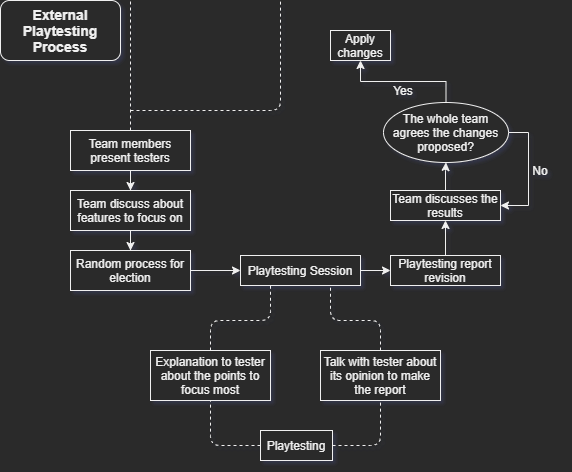 External
Playtesting
Process
Apply
changes
Yes
The whole team
agrees the changes
proposed?
No
Team members
present testers
Team discuss about
features to focus on
Team discusses the
results
Random process for
election
Playtesting Session
Playtesting report
revision
Explanation to tester
about the points to
focus most
Talk with tester about
its opinion to make
the report
Playtesting